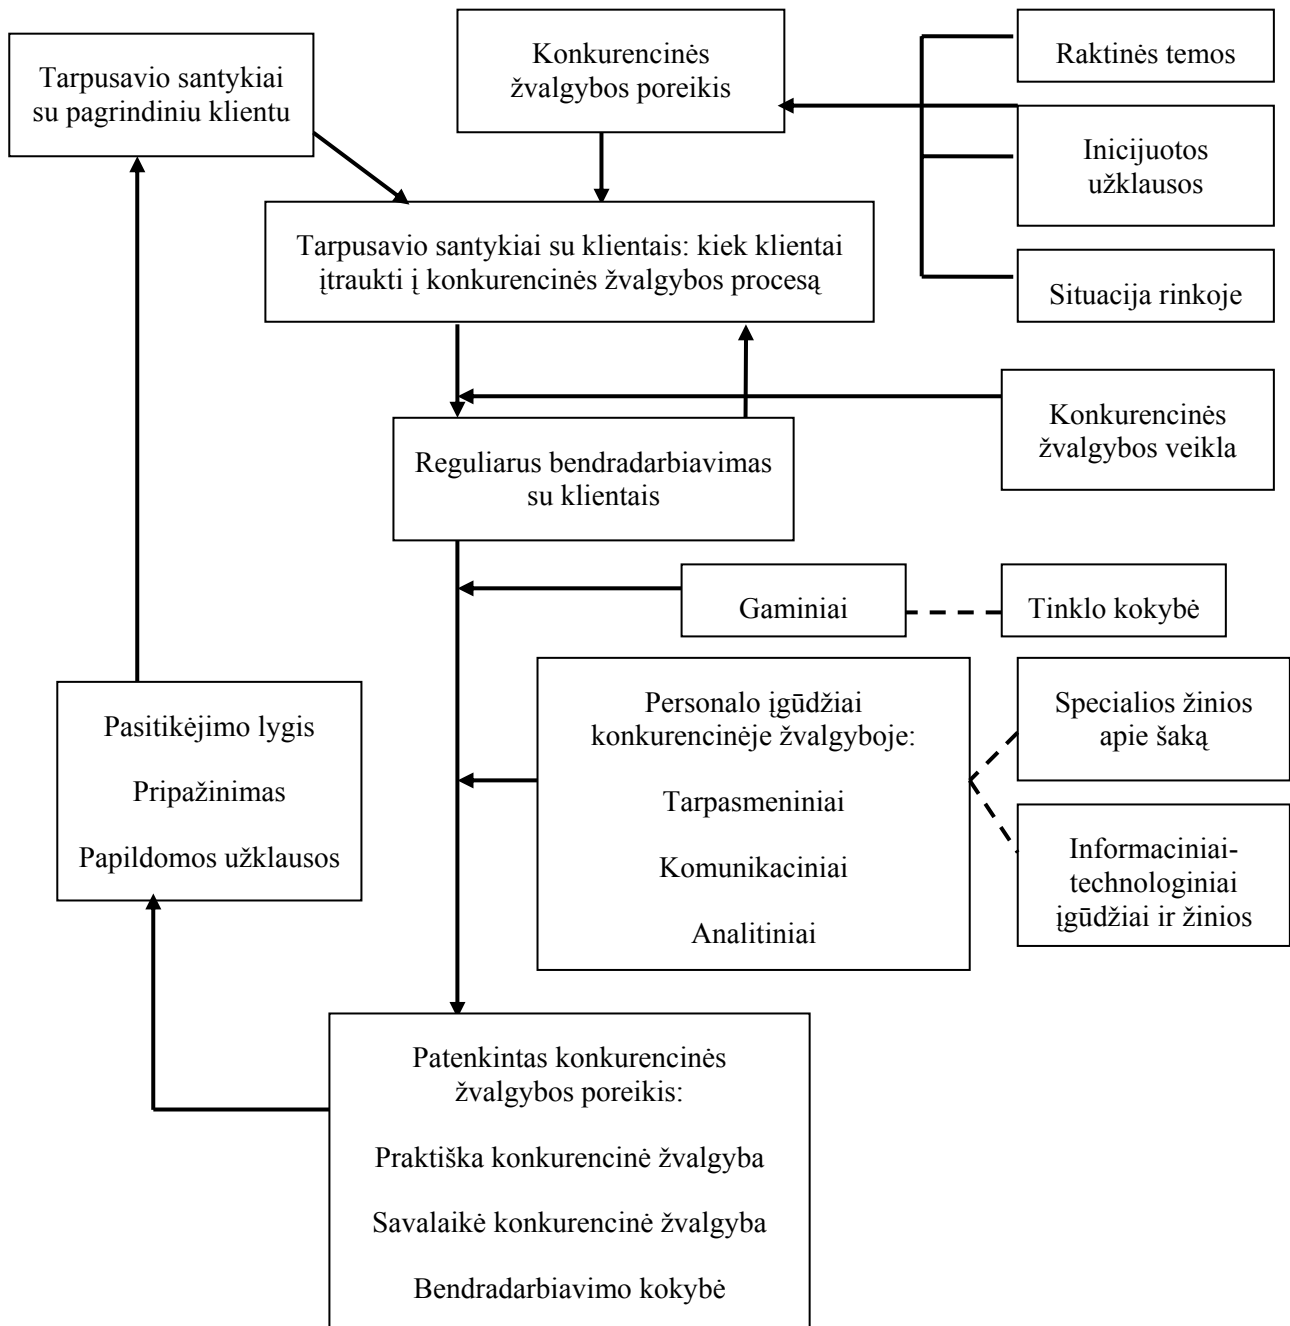 Tarpusavio santykiai
su pagrindiniu klientu
Konkurencinės
žvalgybos poreikis
Raktinės temos
Inicijuotos
užklausos
Situacija rinkoje
Tarpusavio santykiai su klientais: kiek klientai
įtraukti į konkurencinės žvalgybos procesą
Konkurencinės
žvalgybos veikla
Reguliarus bendradarbiavimas
su klientais
Gaminiai
Tinklo kokybė
Pasitikėjimo lygis
Pripažinimas
Papildomos užklausos
Personalo įgūdžiai
konkurencinėje žvalgyboje:
Tarpasmeniniai
Komunikaciniai
Analitiniai
Specialios žinios
apie šaką
Informaciniai-
technologiniai
įgūdžiai ir žinios
Patenkintas konkurencinės
žvalgybos poreikis:
Praktiška konkurencinė žvalgyba
Savalaikė konkurencinė žvalgyba
Bendradarbiavimo kokybė